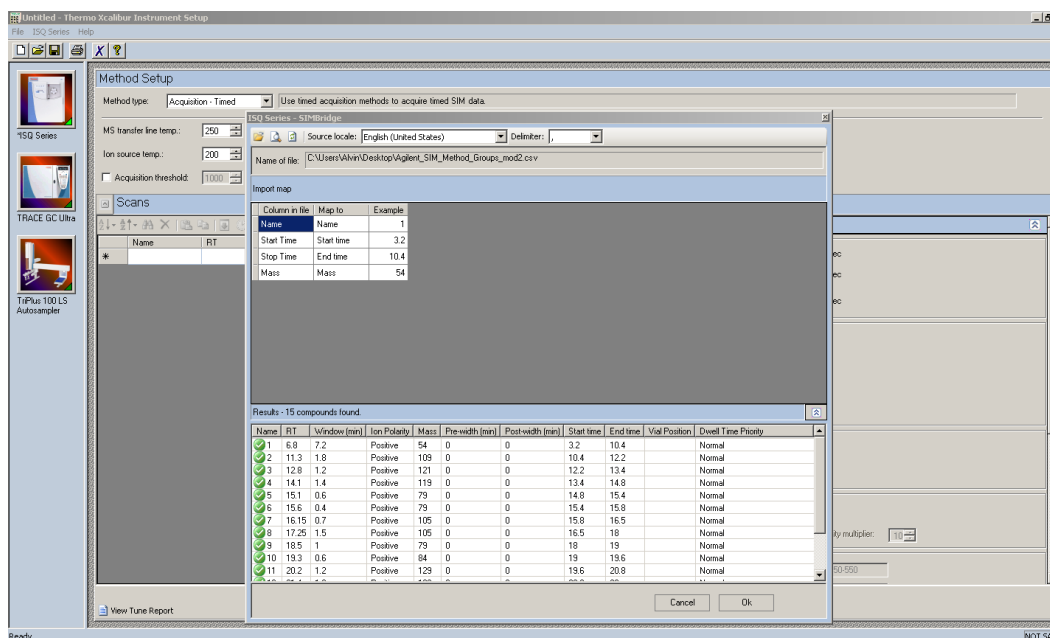 Untitled - Thermo Xcalibur Instrument Setup
File ISQ Series Help
Method Setup
Method type: Acquisition - Timed Use timed acquisition methods to acquire timed SIM data.
MS transfer line temp.: 250
Ion source temp.: 200
Acquisition threshold: 1000
Scans
Name RT
*
*ISQ Series
TRACE GC Ultra
TriPlus 100 LS
Autosampler
ISQ Series - SIMBridge
Source locale: English (United States) Delimiter: ,
Name of file: C:\Users\Alvin\Desktop\Agilent_SIM_Method_Groups_mod2.csv
Import map
Column in file Map to Example
Name Name 1
Start Time Start time 3.2
Stop Time End time 10.4
Mass Mass 54
Results - 15 compounds found.
Name RT Window (min) Ion Polarity Mass Pre-width (min) Post-width (min) Start time End time Vial Position Dwell Time Priority
1 6.8 7.2 Positive 54 0 0 3.2 10.4 Normal
2 11.3 1.8 Positive 109 0 0 10.4 12.2 Normal
3 12.8 1.2 Positive 121 0 0 12.2 13.4 Normal
4 14.1 1.4 Positive 119 0 0 13.4 14.8 Normal
5 15.1 0.6 Positive 79 0 0 14.8 15.4 Normal
6 15.6 0.4 Positive 79 0 0 15.4 15.8 Normal
7 16.15 0.7 Positive 105 0 0 15.8 16.5 Normal
8 17.25 1.5 Positive 105 0 0 16.5 18 Normal
9 18.5 1 Positive 79 0 0 18 19 Normal
10 19.3 0.6 Positive 84 0 0 19 19.6 Normal
11 20.2 1.2 Positive 129 0 0 19.6 20.8 Normal
Cancel Ok
ec
ec
ec
ity multiplier: 10
50-550
View Tune Report
Ready